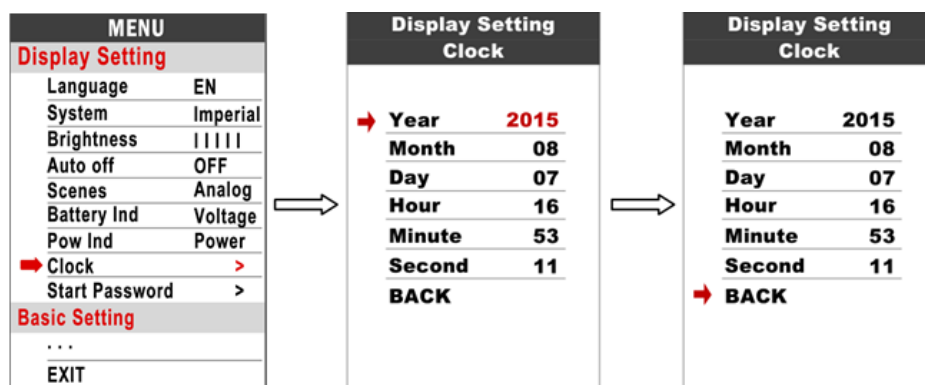 MENU
Display Setting
Language EN
System Imperial
Brightness | | | | |
Auto off OFF
Scenes Analog
Battery Ind Voltage
Pow Ind Power
Clock >
Start Password >
Basic Setting
. . .
EXIT
Display Setting
Clock
Year 2015
Month 08
Day 07
Hour 16
Minute 53
Second 11
BACK
Display Setting
Clock
Year 2015
Month 08
Day 07
Hour 16
Minute 53
Second 11
BACK